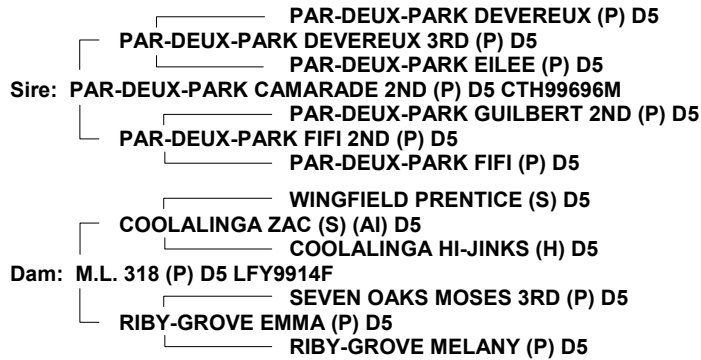 PAR-DEUX-PARK DEVEREUX (P) D5
PAR-DEUX-PARK DEVEREUX 3RD (P) D5
PAR-DEUX-PARK EILEE (P) D5
Sire: PAR-DEUX-PARK CAMARADE 2ND (P) D5 CTH99696M
PAR-DEUX-PARK GUILBERT 2ND (P) D5
PAR-DEUX-PARK FIFI 2ND (P) D5
PAR-DEUX-PARK FIFI (P) D5
WINGFIELD PRENTICE (S) D5
COOLALINGA ZAC (S) (AI) D5
COOLALINGA HI-JINKS (H) D5
Dam: M.L. 318 (P) D5 LFY9914F
SEVEN OAKS MOSES 3RD (P) D5
RIBY-GROVE EMMA (P) D5
RIBY-GROVE MELANY (P) D5